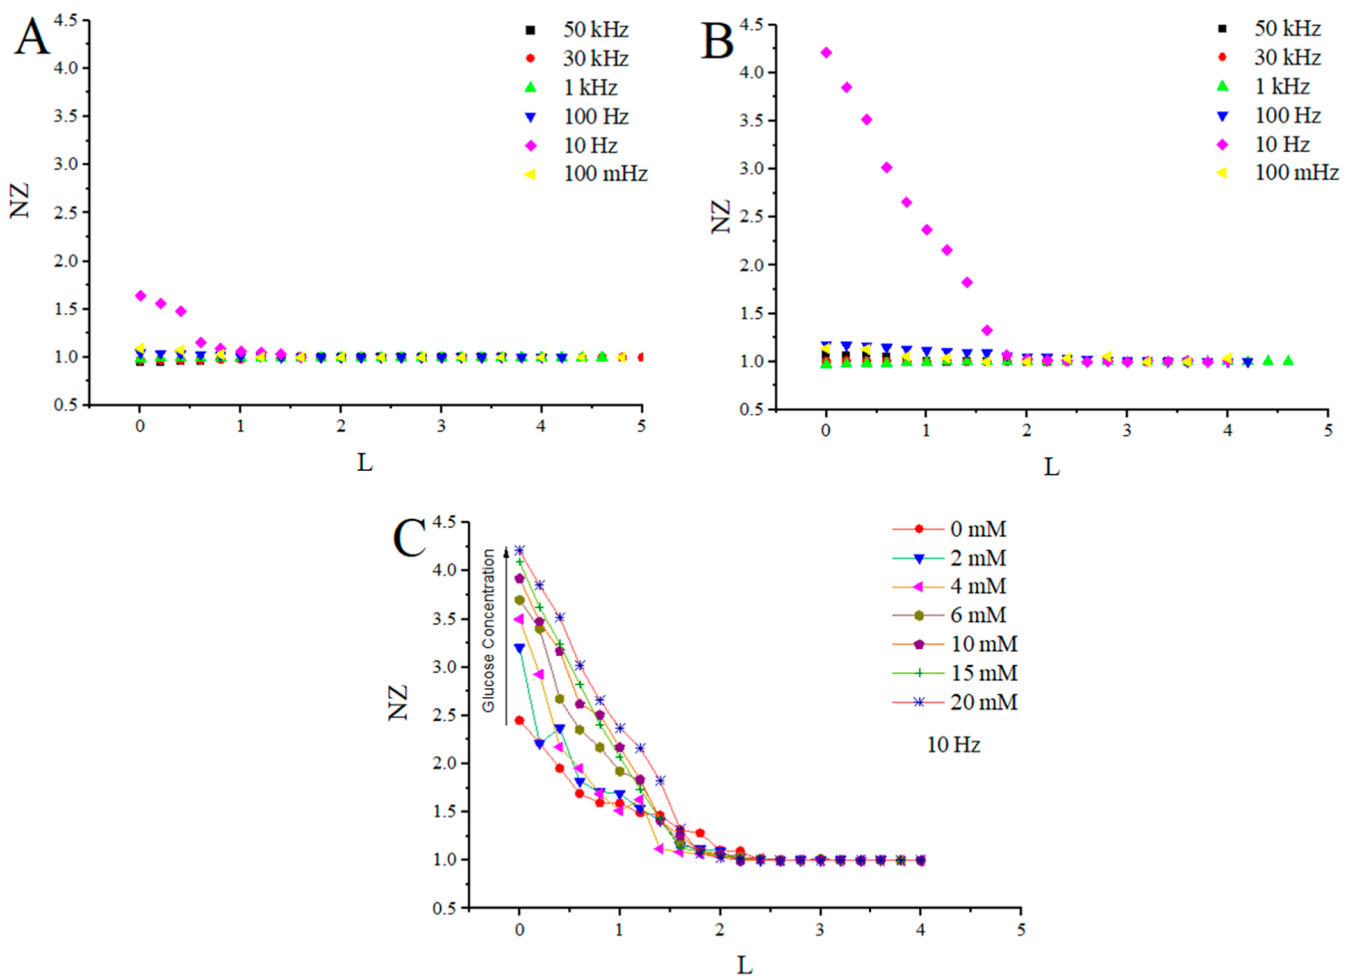 A
4.5
4.0
3.5
3.0
2.5
2.0
1.5
1.0
0.5
NZ
0 1 2 3 4 5
L
50 kHz
30 kHz
1 kHz
100 Hz
10 Hz
100 mHz
B
4.5
4.0
3.5
3.0
2.5
2.0
1.5
1.0
0.5
NZ
0 1 2 3 4 5
L
50 kHz
30 kHz
1 kHz
100 Hz
10 Hz
100 mHz
C
4.5
4.0
3.5
3.0
2.5
2.0
1.5
1.0
0.5
NZ
Glucose Concentration
0 1 2 3 4 5
L
0 mM
2 mM
4 mM
6 mM
10 mM
15 mM
20 mM
10 Hz